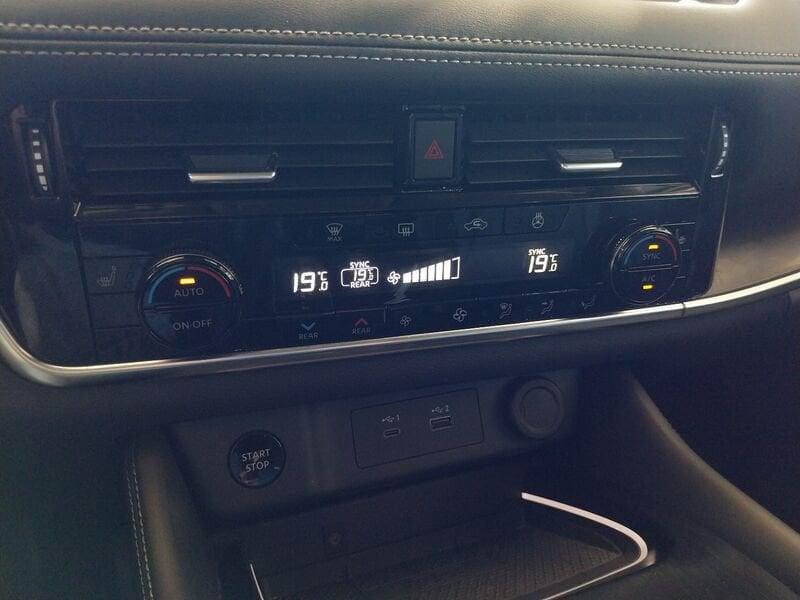 MAX
SYNC
19.0°C
19.5
REAR
SYNC
19.0°C
AUTO
ON·OFF
SYNC
A/C
REAR
REAR
START
STOP
1
2